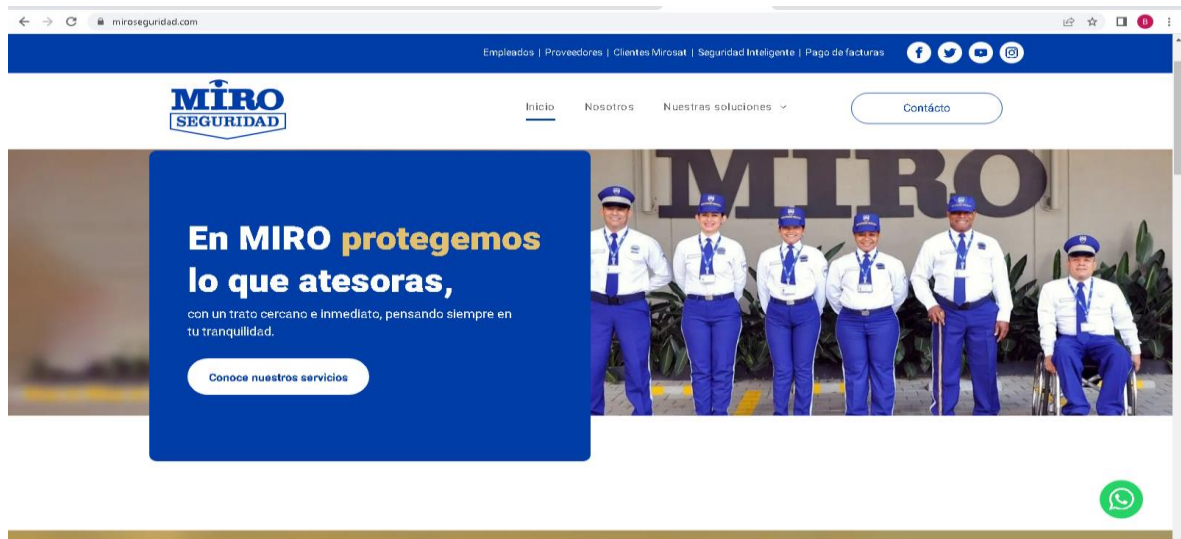 miroseguridad.com
B
Empleados | Proveedores | Clientes Mirosat | Seguridad Inteligente | Pago de facturas
MIRO
SEGURIDAD
Inicio Nosotros Nuestras soluciones
Contácto
MIRO
En MIRO protegemos
lo que atesoras,
con un trato cercano e inmediato, pensando siempre en
tu tranquilidad.
Conoce nuestros servicios